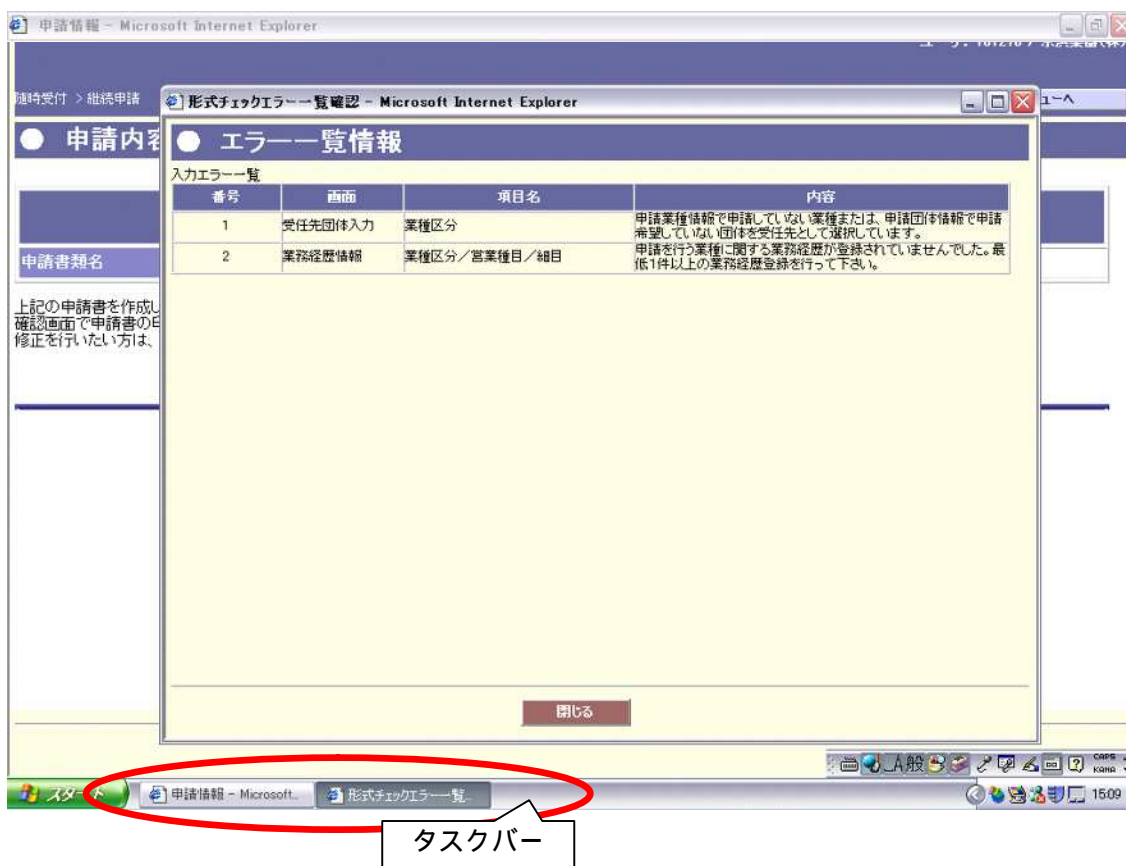 申請情報 - Microsoft Internet Explorer
随時受付 > 継続申請
ューへ
申請内容
申請書類名
上記の申請書を作成し
確認画面で申請書の印
修正を行いたい方は、
形式チェックエラー一覧確認 - Microsoft Internet Explorer
● エラー一覧情報
入力エラー一覧
番号 画面 項目名 内容
1 受任先団体入力 業種区分 申請業種情報で申請していない業種または、申請団体情報で申請
希望していない団体を受任先として選択しています。
2 業務経歴情報 業種区分／営業種目／細目 申請を行う業種に関する業務経歴が登録されていませんでした。最
低1件以上の業務経歴登録を行って下さい。
閉じる
A般
CAPS
KANA
スタート
申請情報 - Microsoft...
形式チェックエラー一覧...
15:09
タスクバー